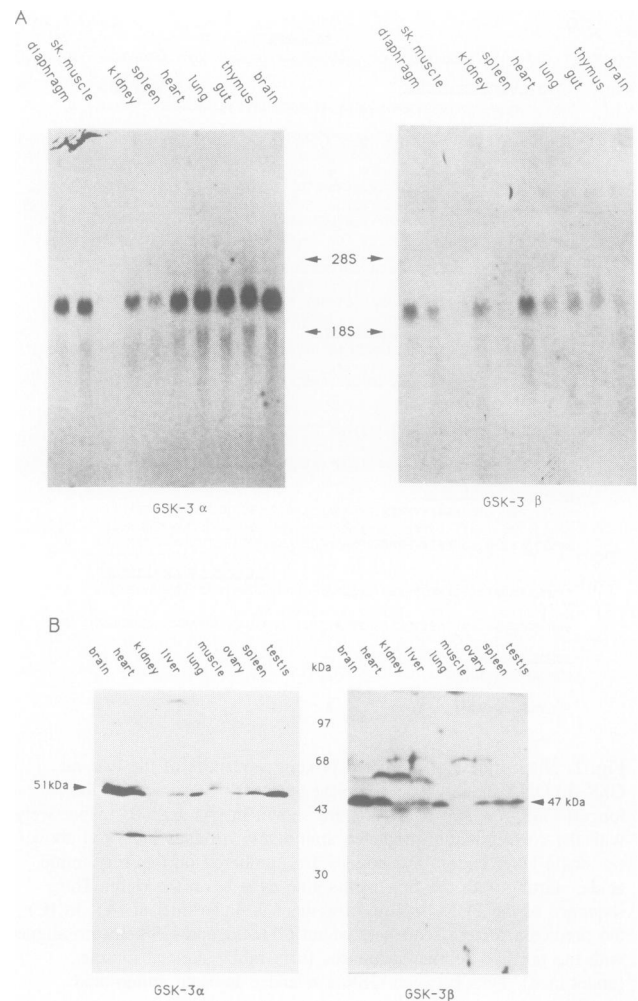 A
diaphragm
sk. muscle
kidney
spleen
heart
lung
gut
thymus
brain
diaphragm
sk. muscle
kidney
spleen
heart
lung
gut
thymus
brain
28S
18S
GSK-3 α
GSK-3 β
B
brain
heart
kidney
liver
lung
muscle
ovary
spleen
testis
kDa
brain
heart
kidney
liver
lung
muscle
ovary
spleen
testis
97
68
51kDa
43
47 kDa
30
GSK-3α
GSK-3β